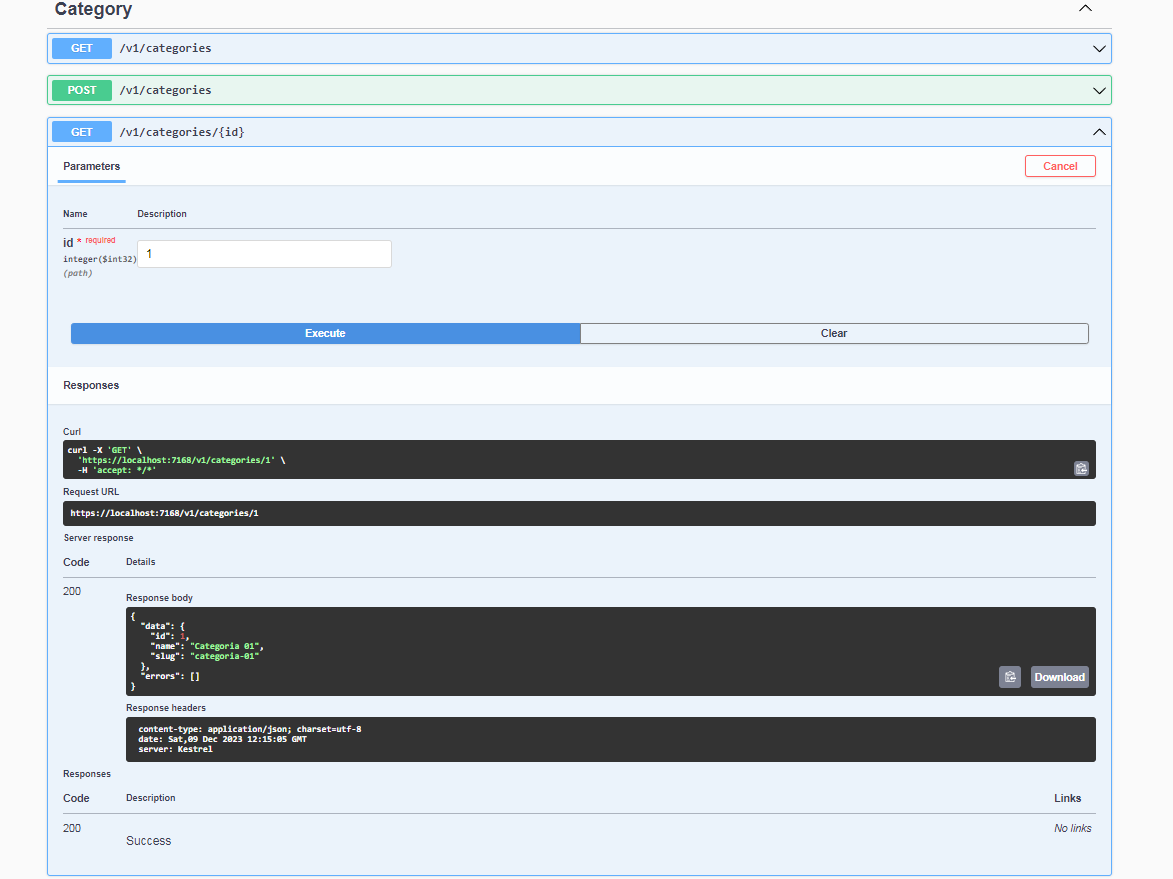 Category
GET /v1/categories
POST /v1/categories
GET /v1/categories/{id}
Parameters
Cancel
Name Description
id * required
integer($int32)
(path)
1
Execute Clear
Responses
Curl
curl -X 'GET' \
'https://localhost:7168/v1/categories/1' \
-H 'accept: */*'
Request URL
https://localhost:7168/v1/categories/1
Server response
Code Details
200
Response body
{
"data": {
"id": 1,
"name": "Categoria 01",
"slug": "categoria-01"
},
"errors": []
}
Download
Response headers
content-type: application/json; charset=utf-8
date: Sat,09 Dec 2023 12:15:05 GMT
server: Kestrel
Responses
Code Description Links
200 No links
Success